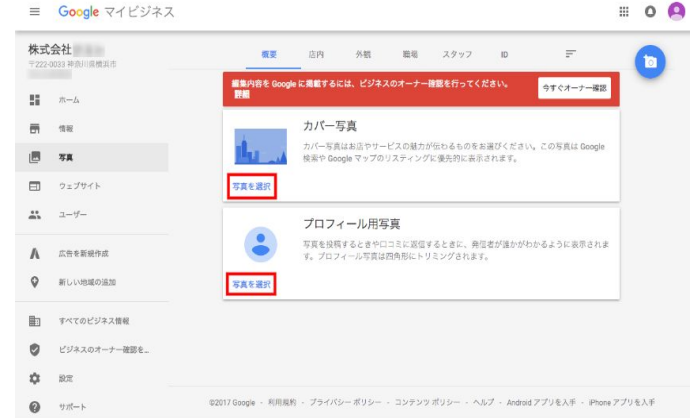 Google マイビジネス
株式会社
〒222-0033 神奈川県横浜市
ホーム
情報
写真
ウェブサイト
ユーザー
広告を新規作成
新しい地域の追加
すべてのビジネス情報
ビジネスのオーナー確認を...
設定
サポート
概要 店内 外観 職場 スタッフ ID
編集内容を Google に掲載するには、ビジネスのオーナー確認を行ってください。
詳細
今すぐオーナー確認
カバー写真
カバー写真はお店やサービスの魅力が伝わるものをお選びください。この写真は Google
検索や Google マップのリスティングに優先的に表示されます。
写真を選択
プロフィール用写真
写真を投稿するときや口コミに返信するときに、発信者が誰かがわかるように表示されま
す。プロフィール写真は四角形にトリミングされます。
写真を選択
©2017 Google - 利用規約 - プライバシー ポリシー - コンテンツ ポリシー - ヘルプ - Android アプリを入手 - iPhone アプリを入手